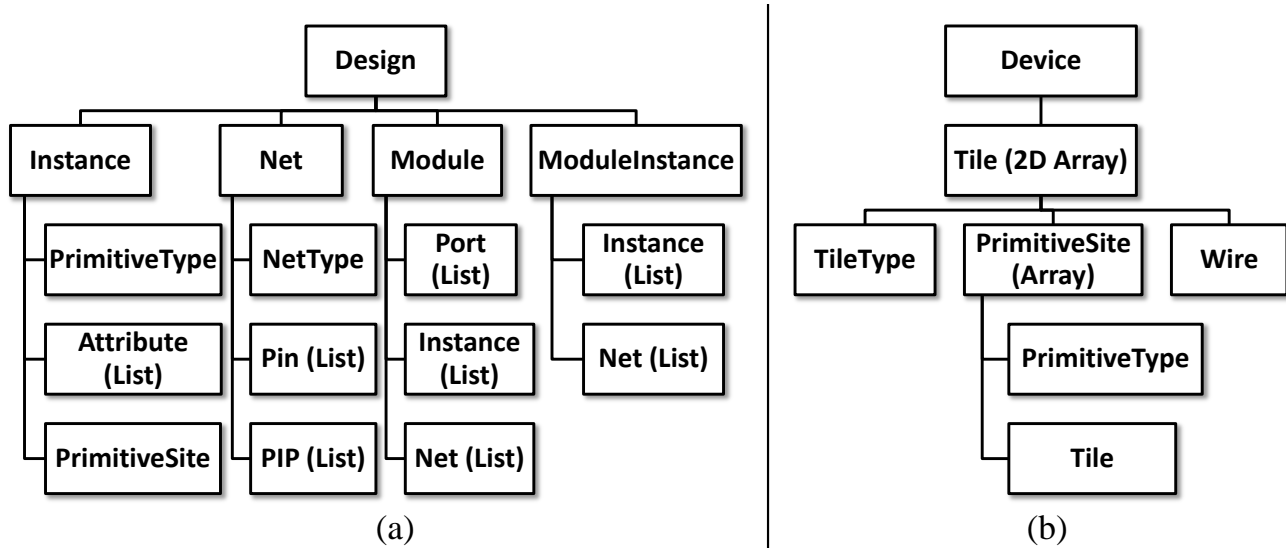 Design
Instance
Net
Module
ModuleInstance
PrimitiveType
NetType
Port
(List)
Instance
(List)
Attribute
(List)
Pin (List)
Instance
(List)
Net (List)
PrimitiveSite
PIP (List)
Net (List)
(a)
Device
Tile (2D Array)
TileType
PrimitiveSite
(Array)
Wire
PrimitiveType
Tile
(b)